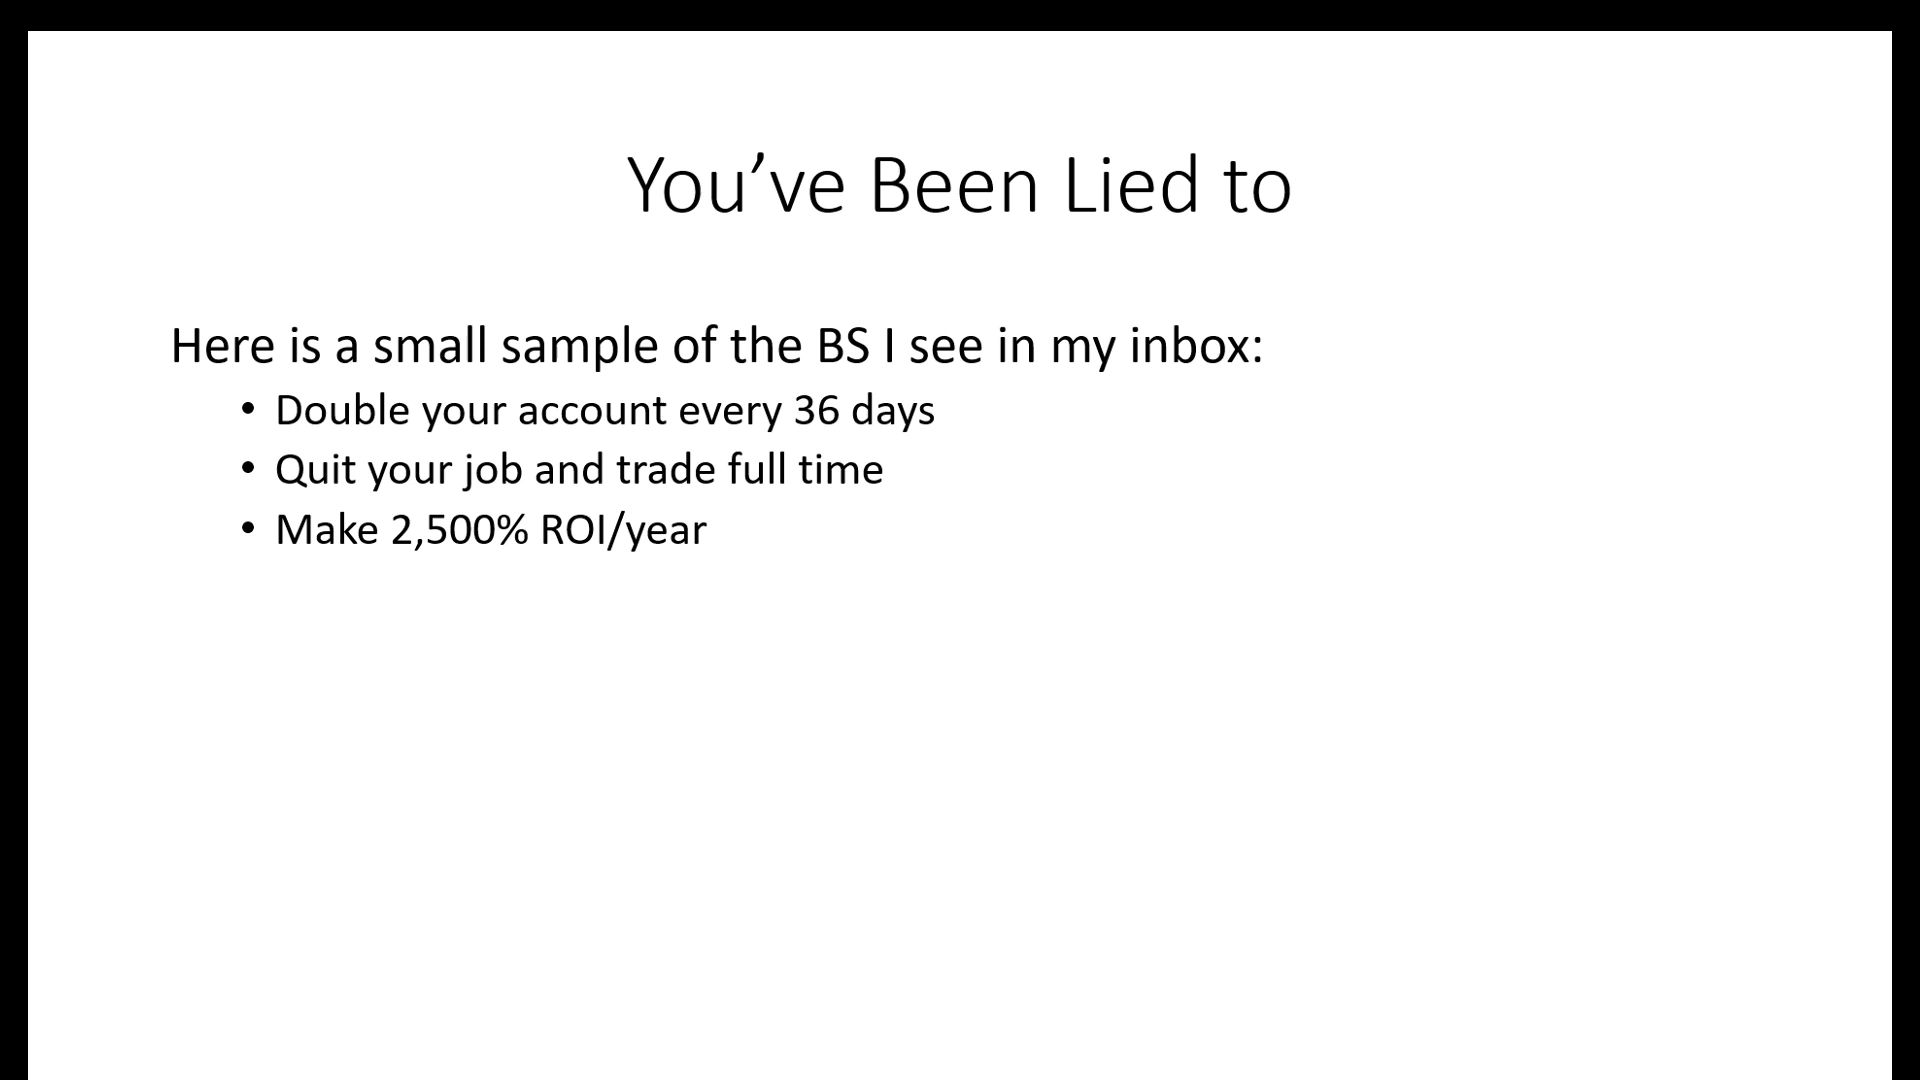 You’ve Been Lied to
Here is a small sample of the BS I see in my inbox:
• Double your account every 36 days
• Quit your job and trade full time
• Make 2,500% ROI/year